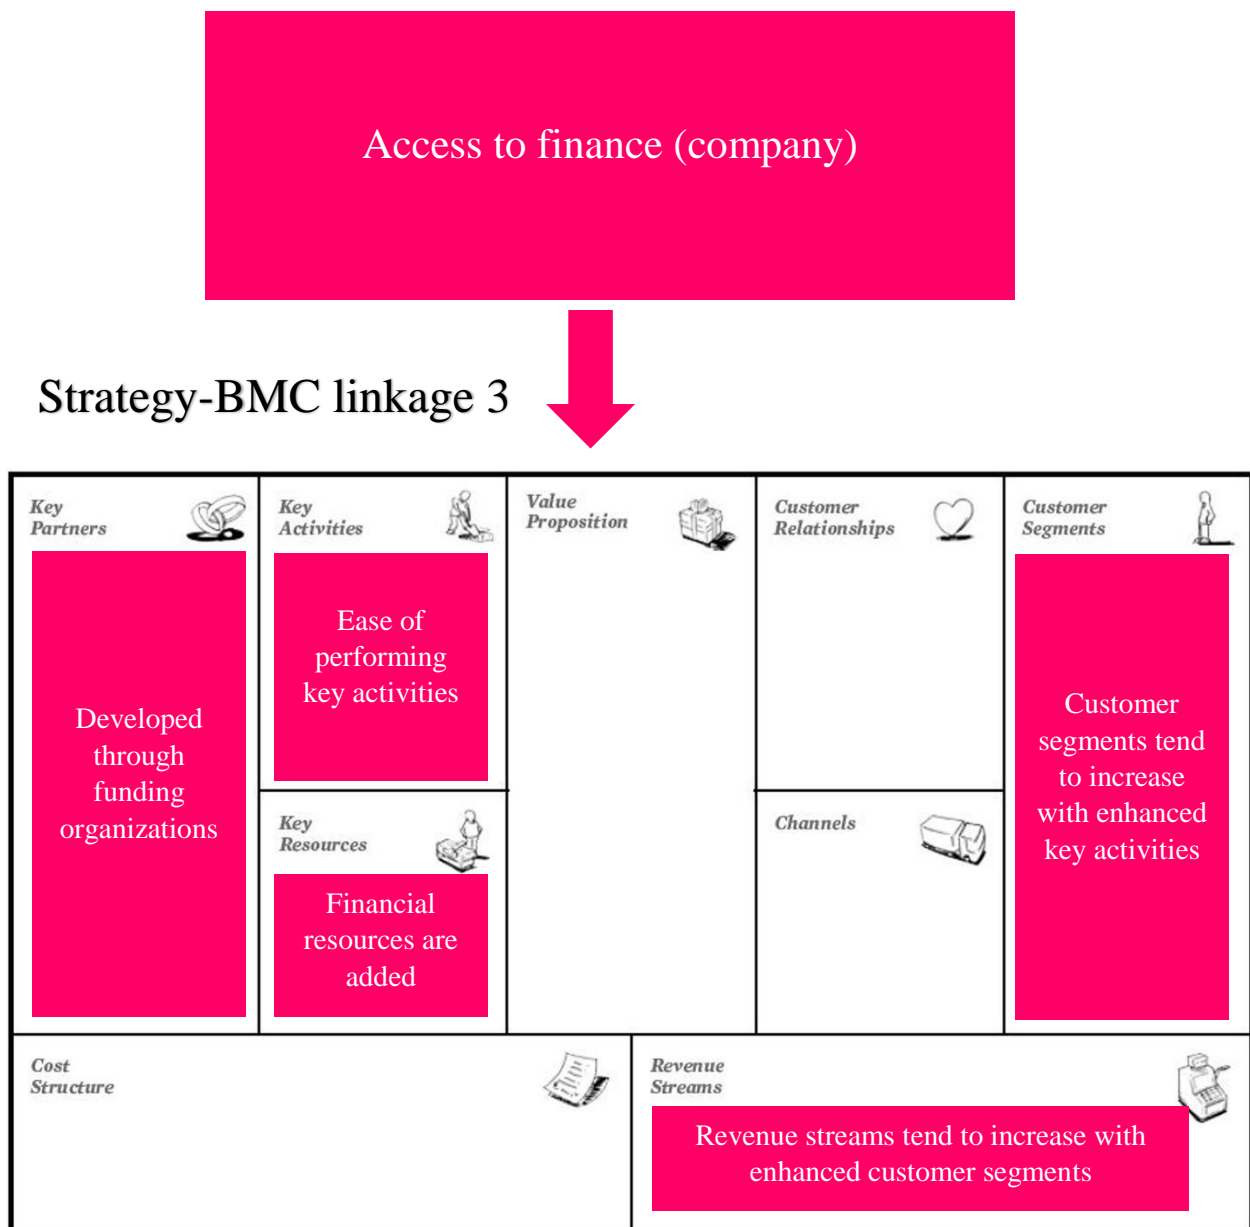 Access to finance (company)
Strategy-BMC linkage 3
Key
Partners
Developed
through
funding
organizations
Key
Activities
Ease of
performing
key activities
Key
Resources
Financial
resources are
added
Value
Proposition
Customer
Relationships
Channels
Customer
Segments
Customer
segments tend
to increase
with enhanced
key activities
Cost
Structure
Revenue
Streams
Revenue streams tend to increase with
enhanced customer segments